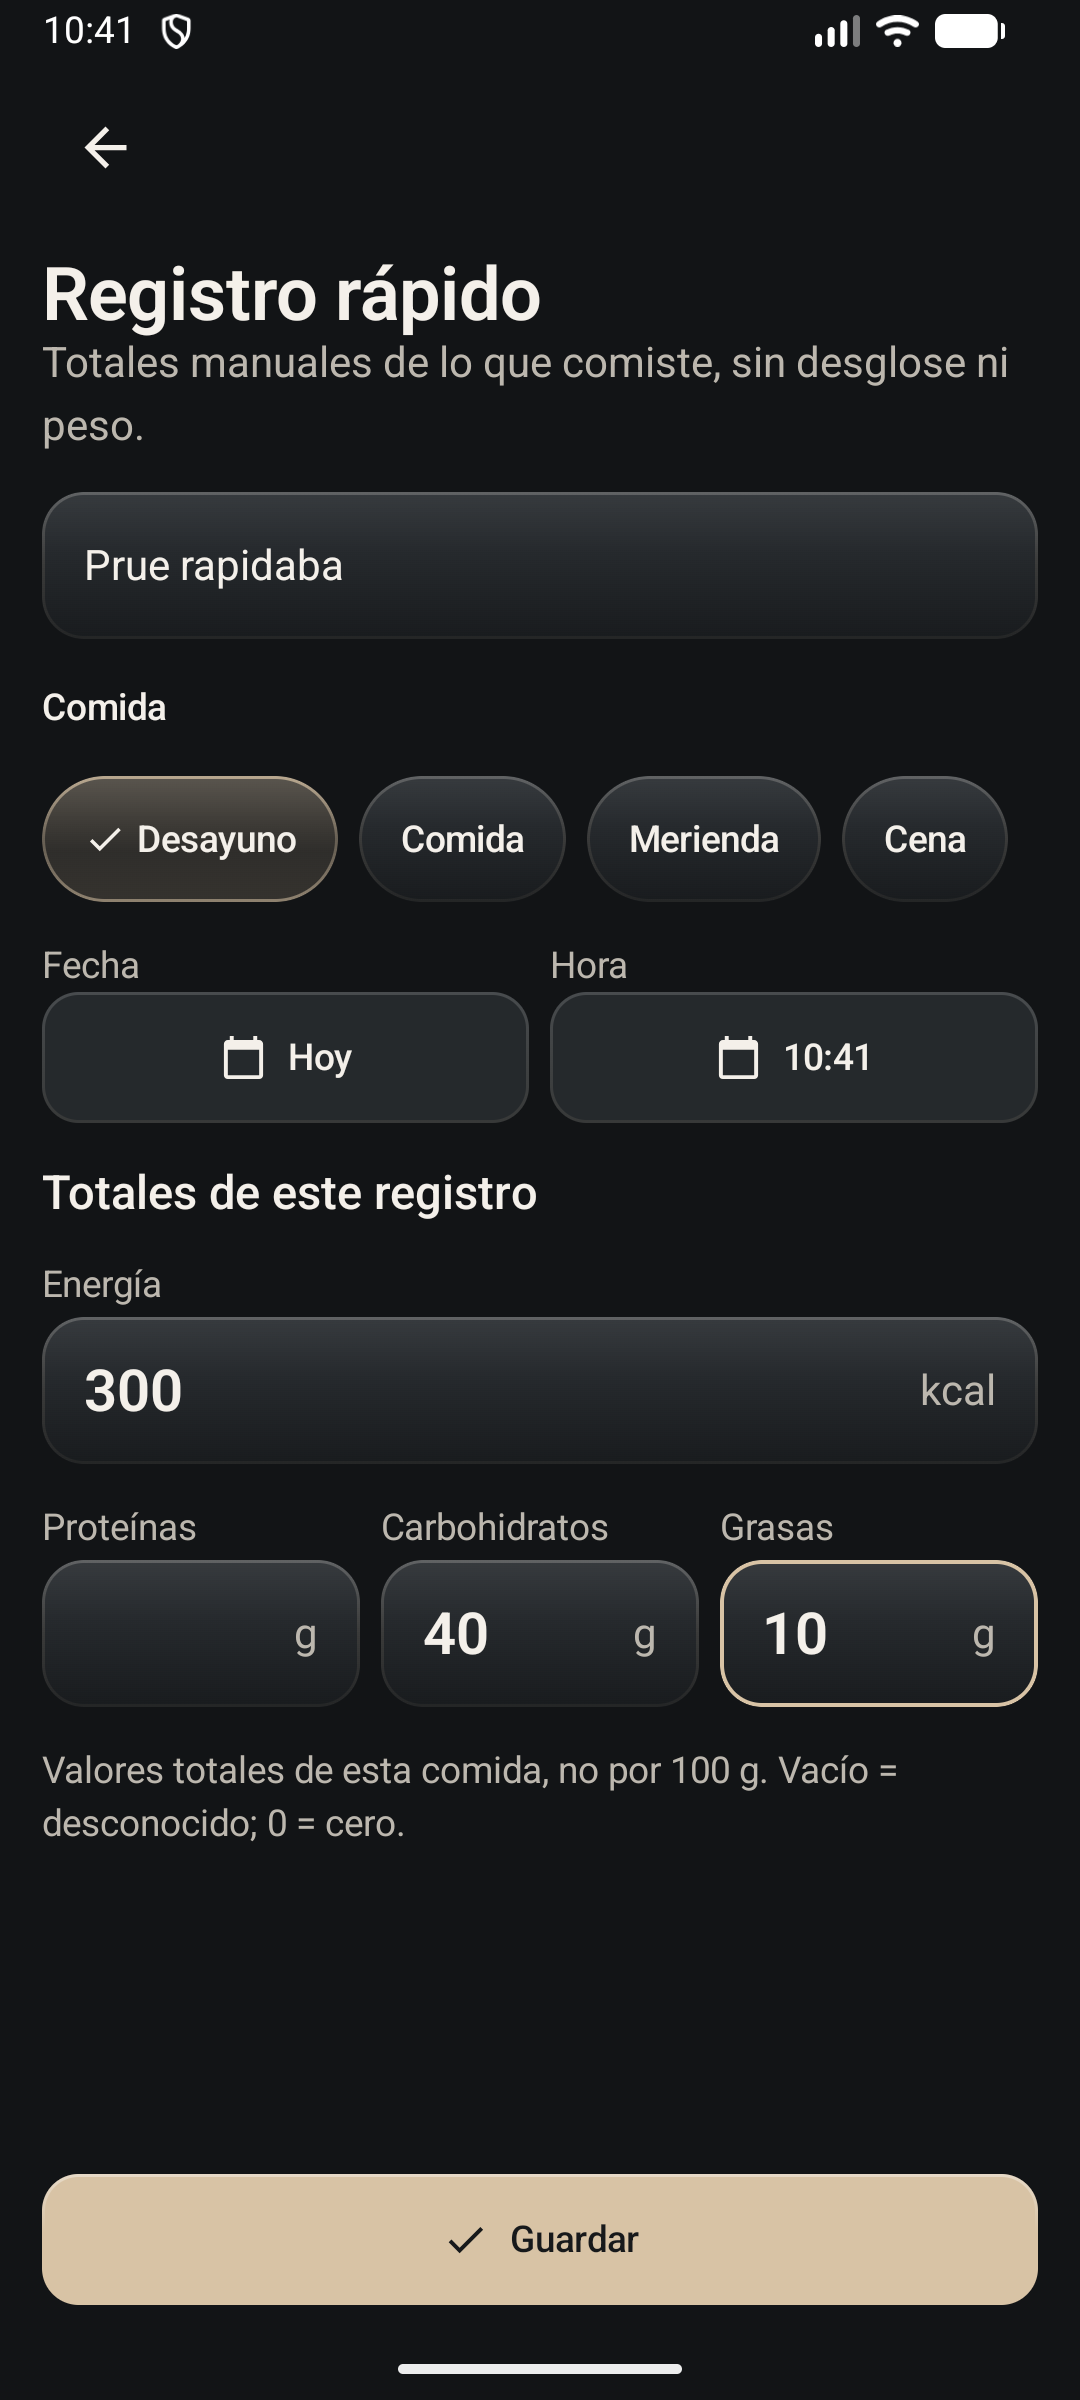 10:41
Registro rápido
Totales manuales de lo que comiste, sin desglose ni
peso.
Prue rapidaba
Comida
Desayuno Comida Merienda Cena
Fecha Hora
Hoy 10:41
Totales de este registro
Energía
300 kcal
Proteínas Carbohidratos Grasas
g 40 g 10 g
Valores totales de esta comida, no por 100 g. Vacío =
desconocido; 0 = cero.
Guardar